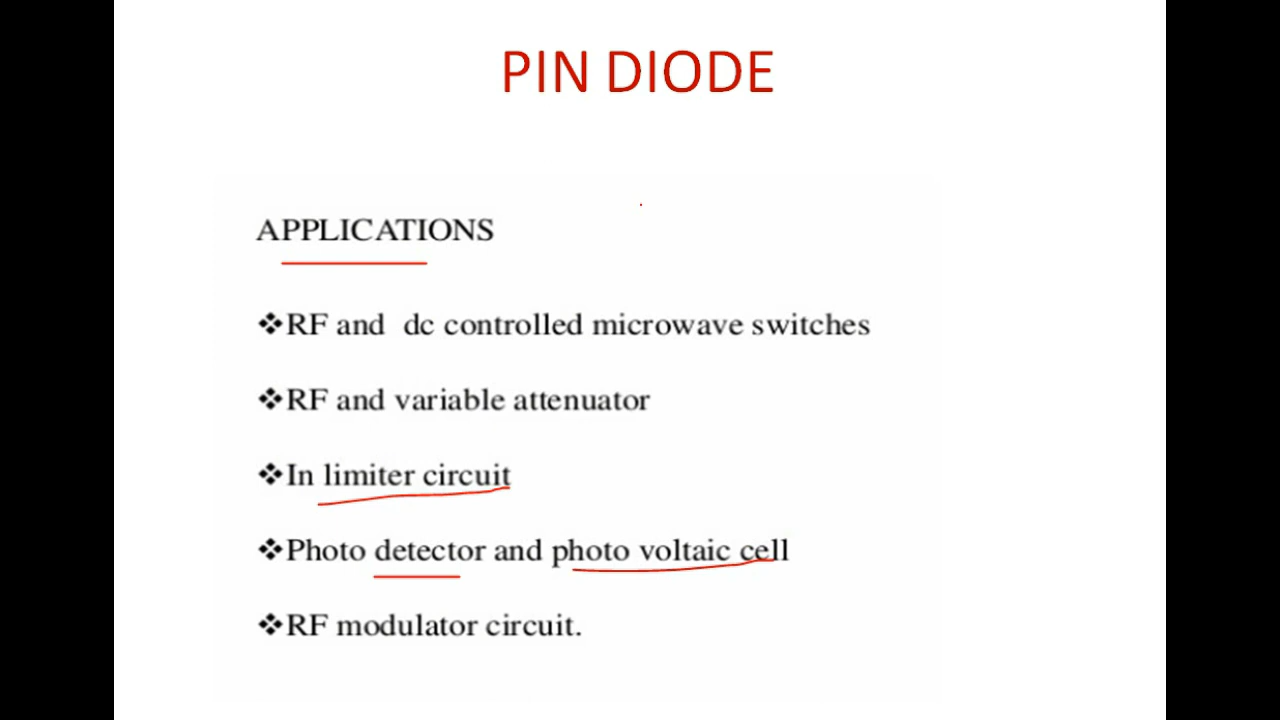 PIN DIODE
APPLICATIONS
❖RF and dc controlled microwave switches
❖RF and variable attenuator
❖In limiter circuit
❖Photo detector and photo voltaic cell
❖RF modulator circuit.